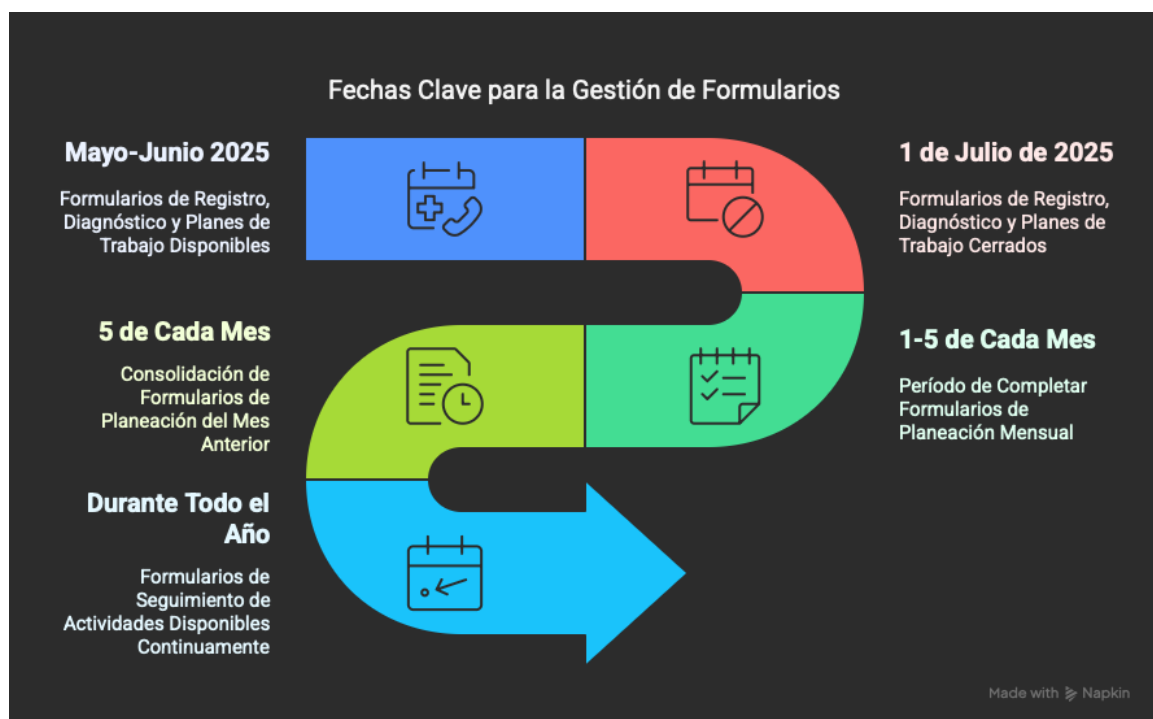 Fechas Clave para la Gestión de Formularios
Mayo-Junio 2025
Formularios de Registro,
Diagnóstico y Planes de
Trabajo Disponibles
1 de Julio de 2025
Formularios de Registro,
Diagnóstico y Planes de
Trabajo Cerrados
5 de Cada Mes
Consolidación de
Formularios de
Planeación del Mes
Anterior
1-5 de Cada Mes
Período de Completar
Formularios de
Planeación Mensual
Durante Todo el
Año
Formularios de
Seguimiento de
Actividades Disponibles
Continuamente
Made with Napkin